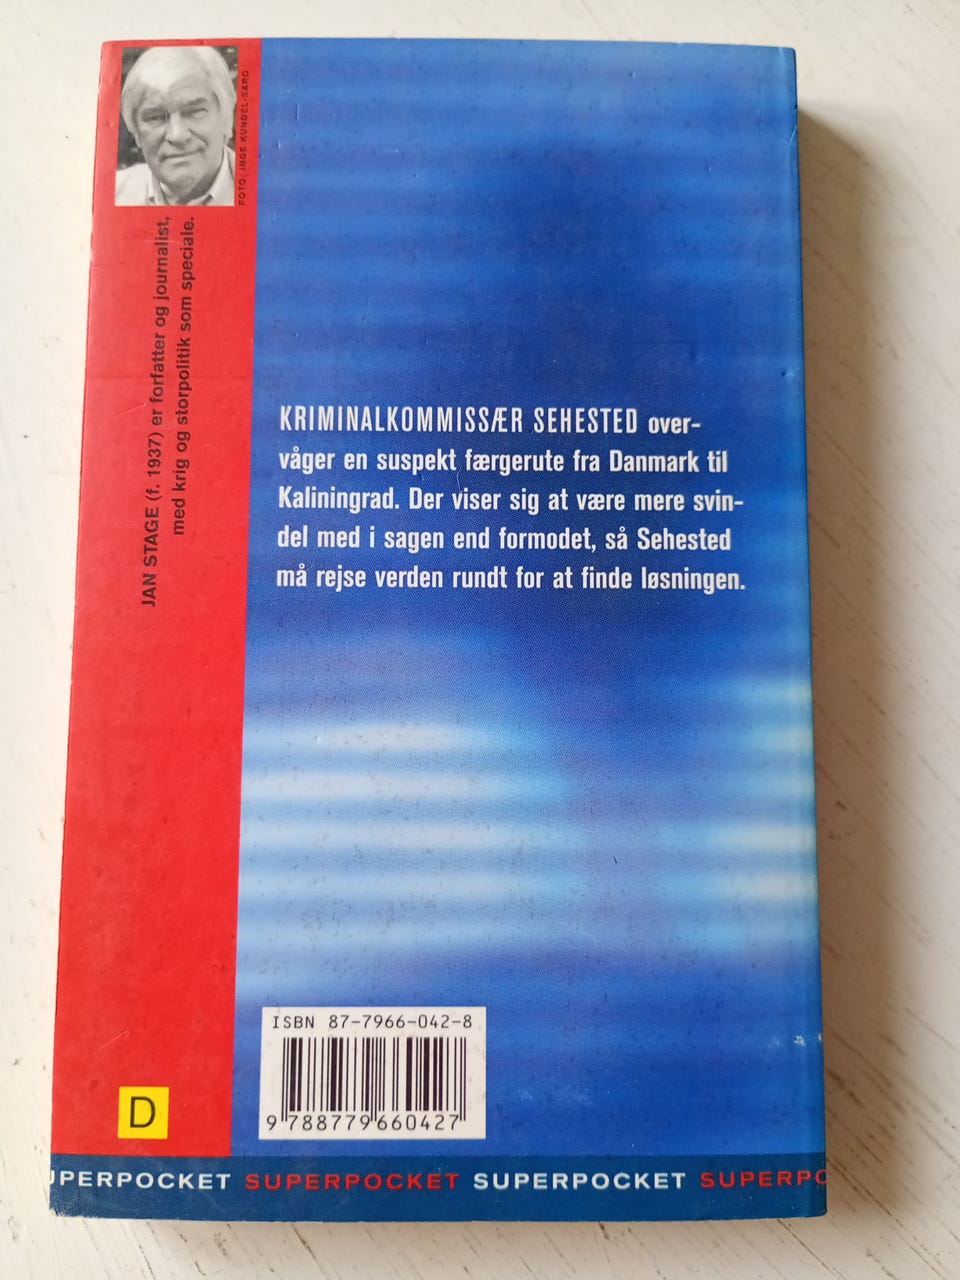 FOTO: INGE KUNDEL-SARO
JAN STAGE (f. 1937) er forfatter og journalist,
med krig og storpolitik som speciale.
KRIMINALKOMMISSÆR SEHESTED over-
våger en suspekt færgerute fra Danmark til
Kaliningrad. Der viser sig at være mere svin-
del med i sagen end formodet, så Sehested
må rejse verden rundt for at finde løsningen.
ISBN 87-7966-042-8
9 788779 660427
D
UPERPOCKET SUPERPOCKET SUPERPOCKET SUPERPO